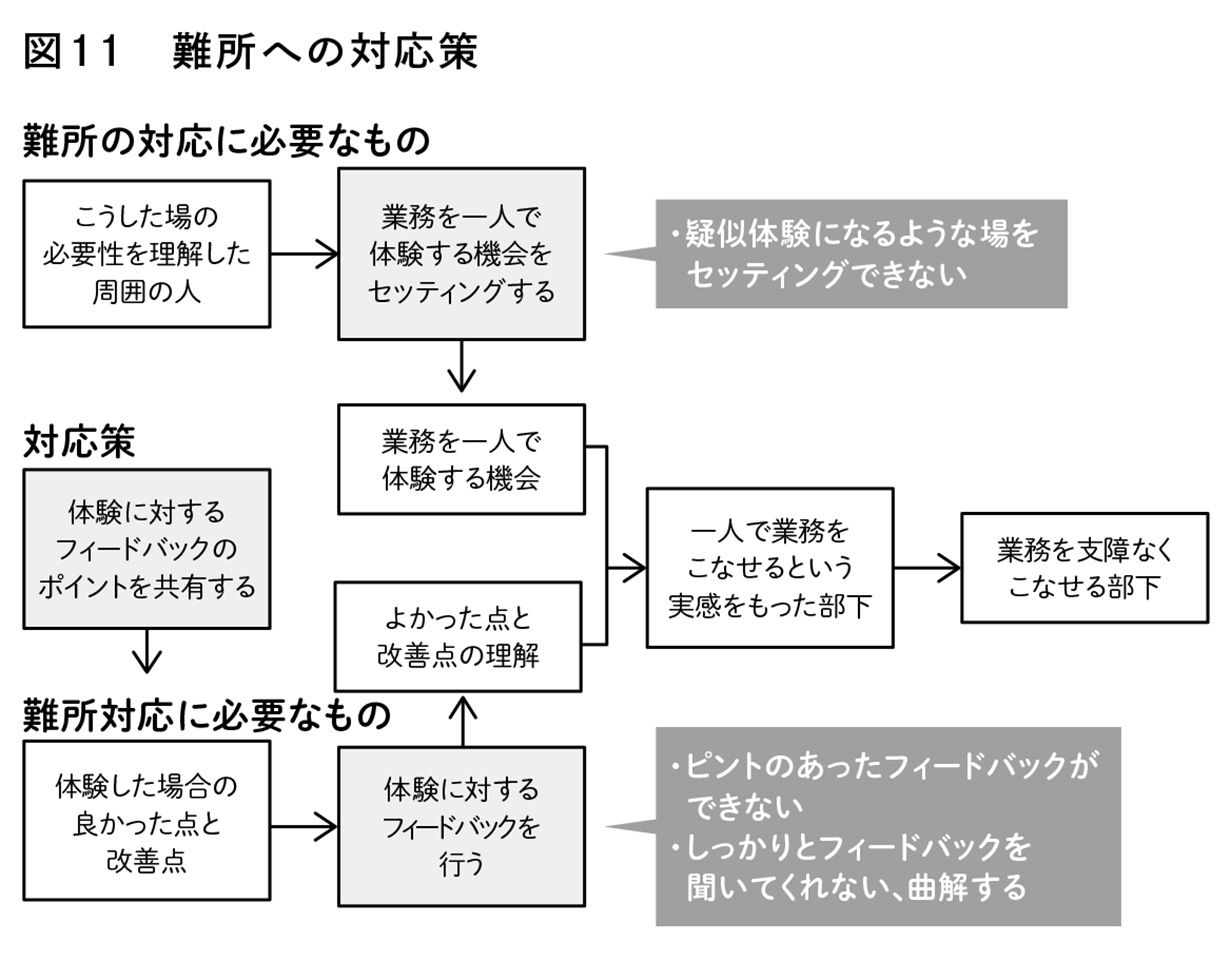 図11　難所への対応策
難所の対応に必要なもの
こうした場の
必要性を理解した
周囲の人
業務を一人で
体験する機会を
セッティングする
・疑似体験になるような場を
セッティングできない
業務を一人で
体験する機会
対応策
体験に対する
フィードバックの
ポイントを共有する
一人で業務を
こなせるという
実感をもった部下
業務を支障なく
こなせる部下
よかった点と
改善点の理解
難所対応に必要なもの
体験した場合の
良かった点と
改善点
体験に対する
フィードバックを
行う
・ピントのあったフィードバックが
できない
・しっかりとフィードバックを
聞いてくれない、曲解する